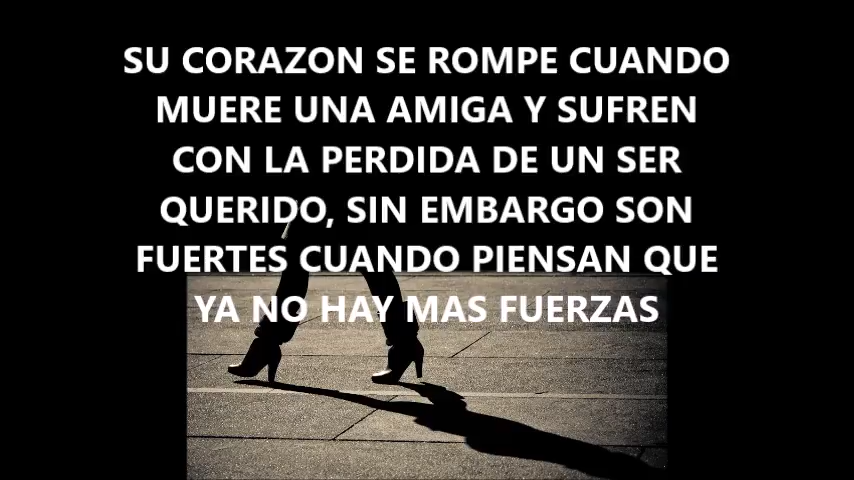 SU CORAZON SE ROMPE CUANDO
MUERE UNA AMIGA Y SUFREN
CON LA PERDIDA DE UN SER
QUERIDO, SIN EMBARGO SON
FUERTES CUANDO PIENSAN QUE
YA NO HAY MAS FUERZAS